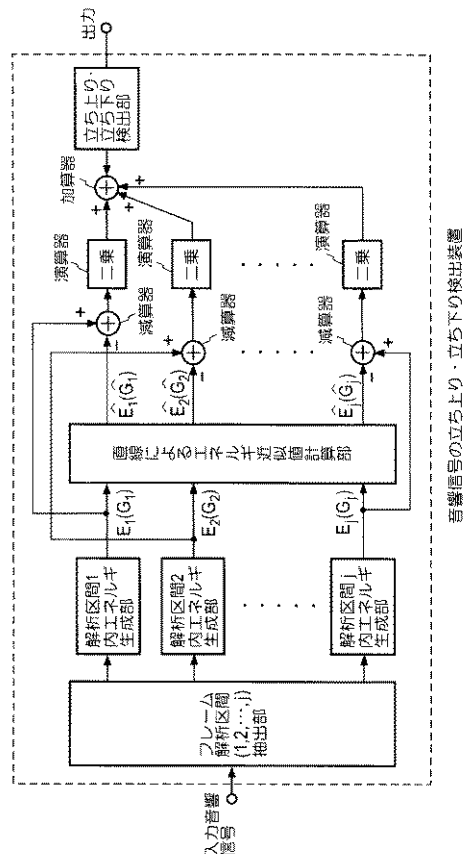 入力音響
信号
フレーム
解析区間
(1,2,…,j)
抽出部
解析区間1
内エネルギ
生成部
解析区間2
内エネルギ
生成部
解析区間j
内エネルギ
生成部
E1(G1)
E2(G2)
Ej(Gj)
直線によるエネルギ近似値計算部
Ê1(G1)
Ê2(G2)
Êj(Gj)
+
−
減算器
+
−
減算器
+
−
減算器
演算器
二乗
演算器
二乗
演算器
二乗
加算器
+
+
+
立ち上り・
立ち下り
検出部
出力
音響信号の立ち上り・立ち下り検出装置